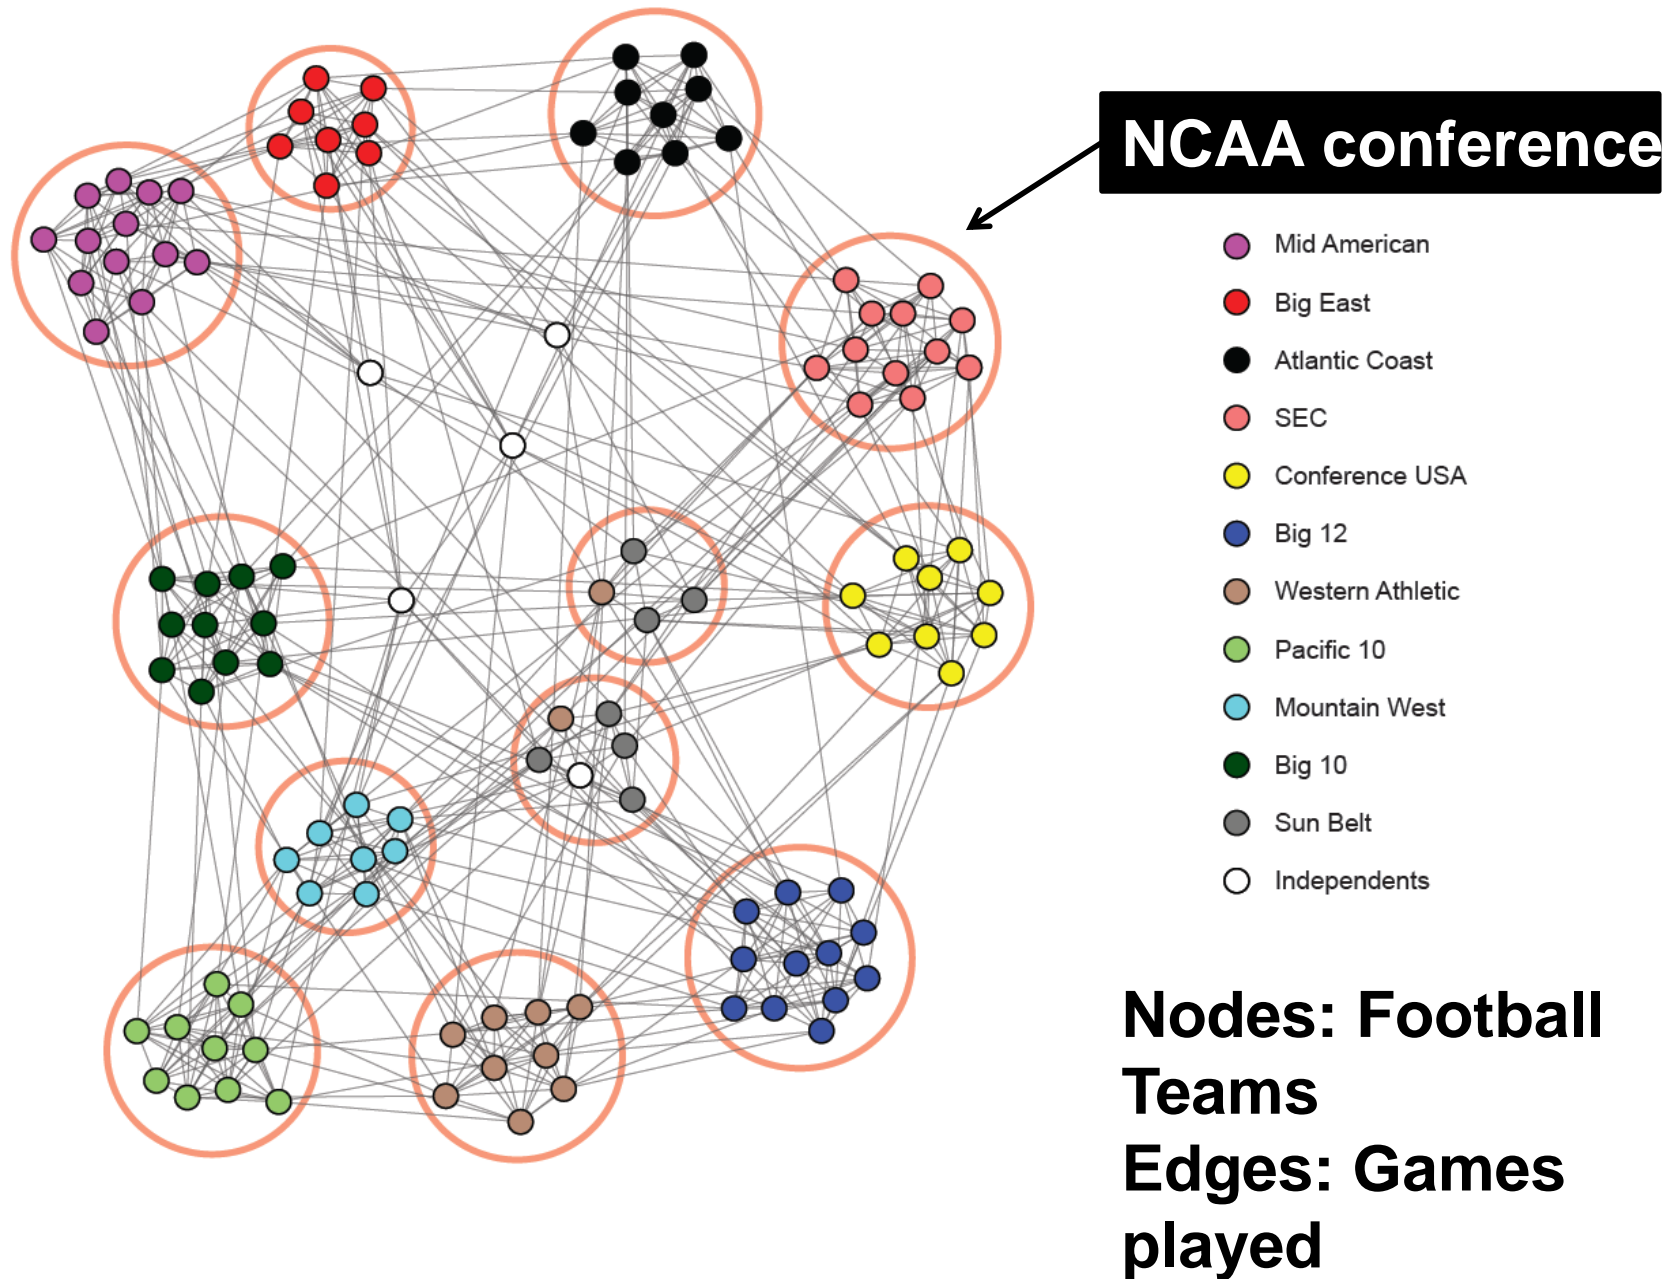 NCAA conference
Mid American
Big East
Atlantic Coast
SEC
Conference USA
Big 12
Western Athletic
Pacific 10
Mountain West
Big 10
Sun Belt
Independents
Nodes: Football
Teams
Edges: Games
played